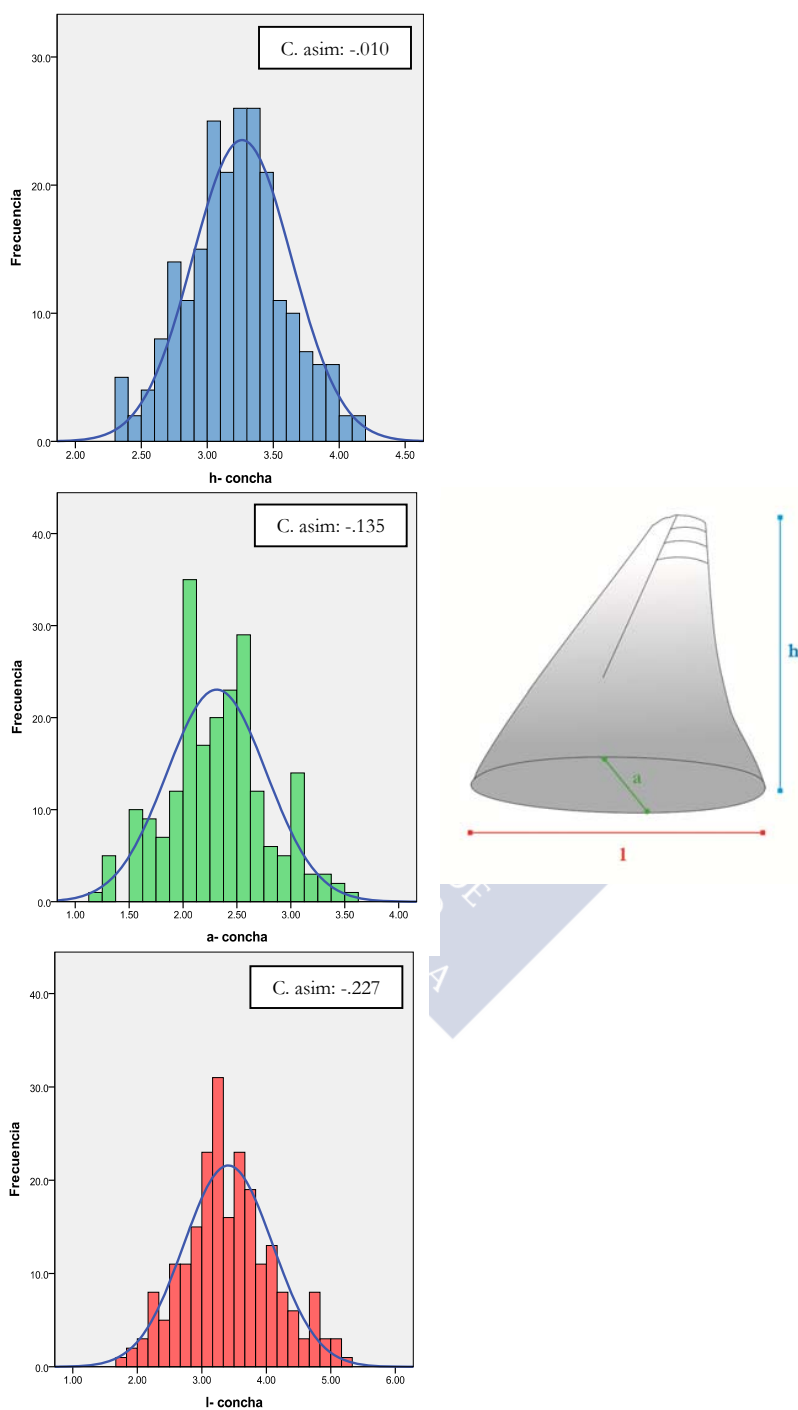 C. asim: -.010
30.0
20.0
10.0
0.0
Frecuencia
2.00 2.50 3.00 3.50 4.00 4.50
h- concha
C. asim: -.135
40.0
30.0
20.0
10.0
0.0
Frecuencia
1.00 1.50 2.00 2.50 3.00 3.50 4.00
a- concha
h
a
l
C. asim: -.227
40.0
30.0
20.0
10.0
0.0
Frecuencia
1.00 2.00 3.00 4.00 5.00 6.00
l- concha